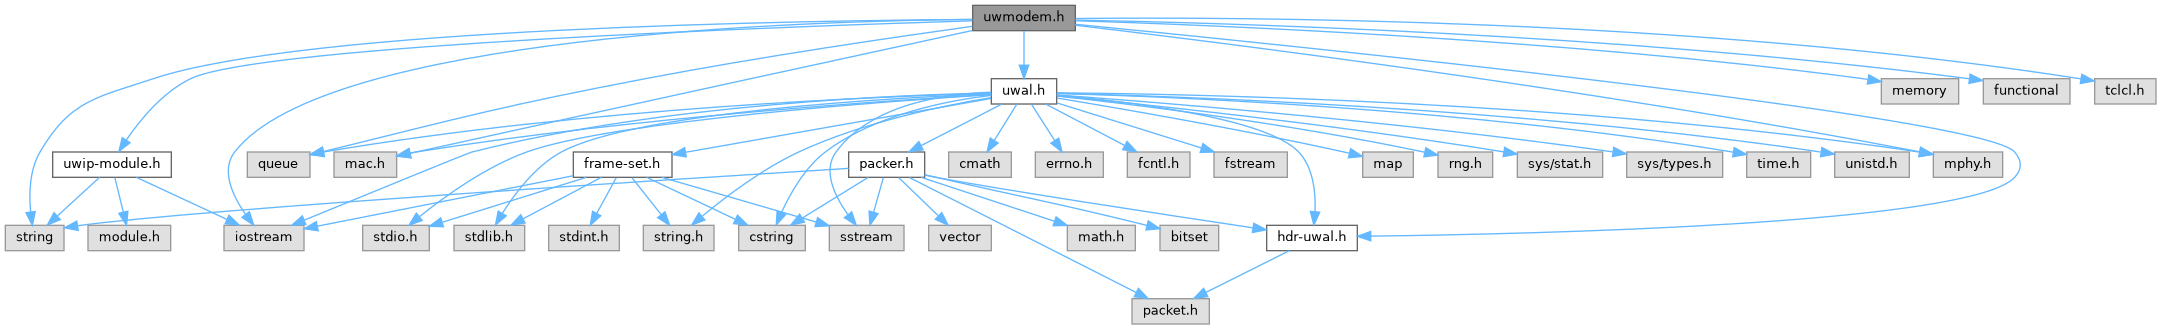 uwmodem.h
uwal.h
memory
functional
tclcl.h
uwip-module.h
queue
mac.h
frame-set.h
packer.h
cmath
errno.h
fcntl.h
fstream
map
rng.h
sys/stat.h
sys/types.h
time.h
unistd.h
mphy.h
string
module.h
iostream
stdio.h
stdlib.h
stdint.h
string.h
cstring
sstream
vector
math.h
bitset
hdr-uwal.h
packet.h